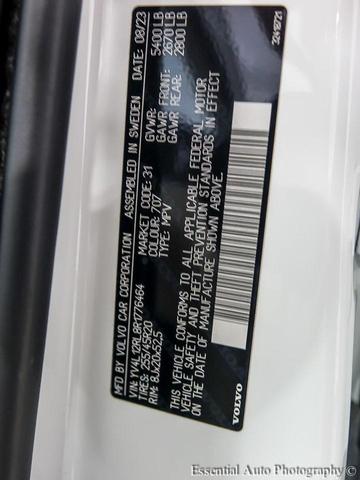 MFD BY VOLVO CAR CORPORATION ASSEMBLED IN SWEDEN DATE: 08/23
VIN: YV4L12RL8R1776464 GVWR: 5400 LB
TIRES: 255/45R20 MARKET CODE: 31 GAWR FRONT: 2670 LB
RIM: 8Jx20x52,5 COLOUR: 707 GAWR REAR: 2800 LB
TYPE: MPV
THIS VEHICLE CONFORMS TO ALL APPLICABLE FEDERAL MOTOR
VEHICLE SAFETY AND THEFT PREVENTION STANDARDS IN EFFECT
ON THE DATE OF MANUFACTURE SHOWN ABOVE.
VOLVO
32418721
Essential Auto Photography ©